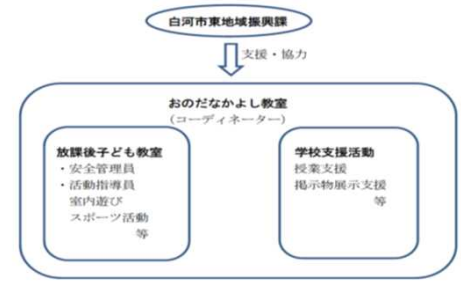 白河市東地域振興課
支援・協力
おのだなかよし教室
(コーディネーター)
放課後子ども教室
・安全管理員
・活動指導員
室内遊び
スポーツ活動
等
学校支援活動
授業支援
掲示物展示支援
等